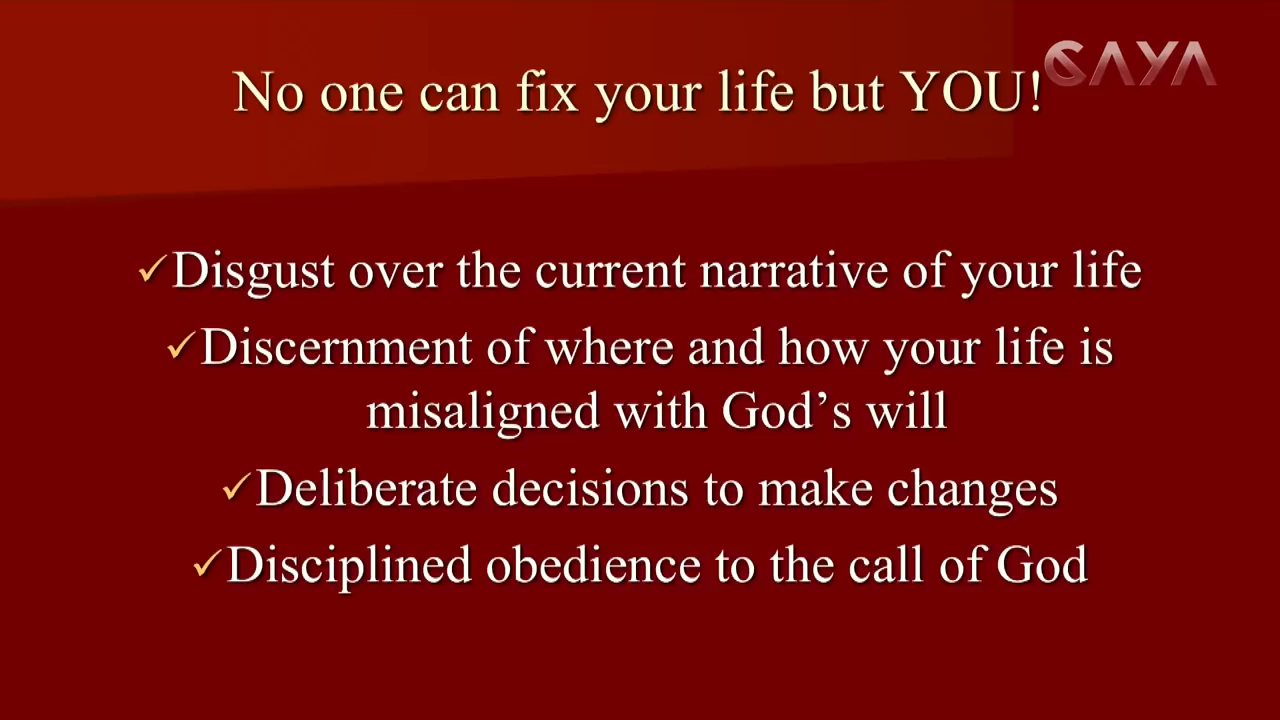 No one can fix your life but YOU!
GAYA
✓Disgust over the current narrative of your life
✓Discernment of where and how your life is
misaligned with God’s will
✓Deliberate decisions to make changes
✓Disciplined obedience to the call of God